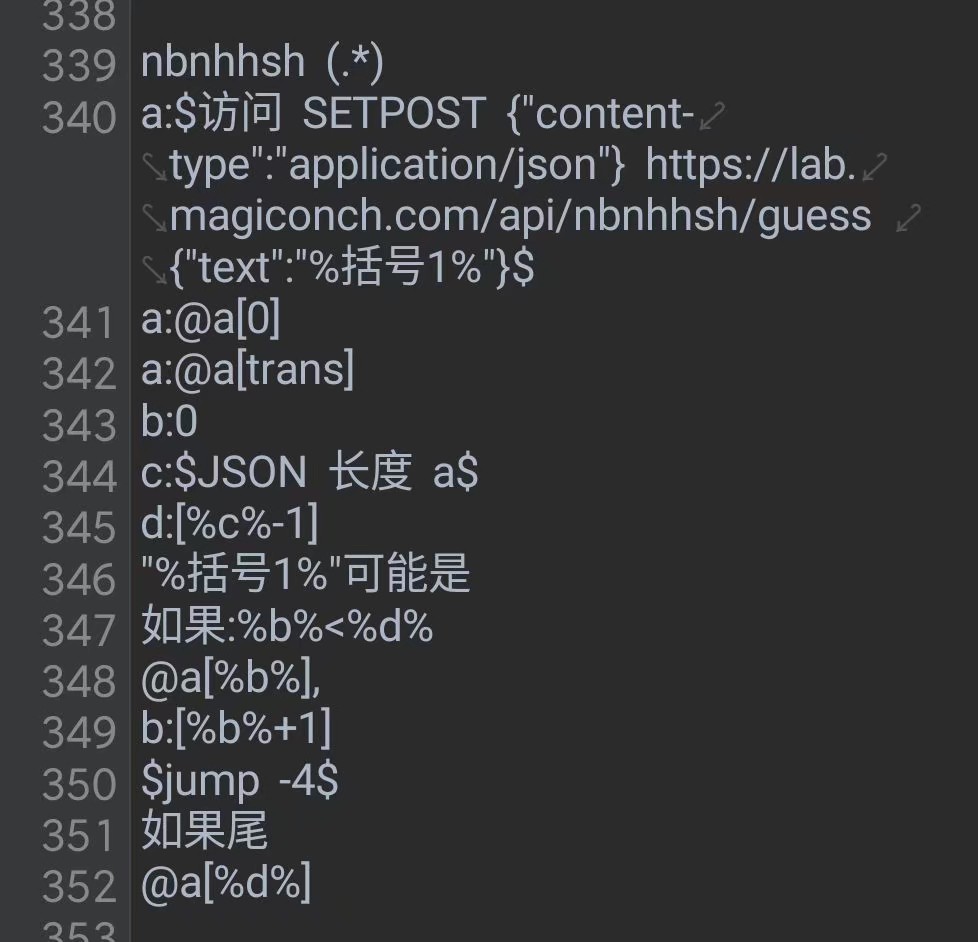 338
339 nbnhhsh (.*)
340 a:$访问 SETPOST {"content-
type":"application/json"} https://lab.
magiconch.com/api/nbnhhsh/guess
{"text":"%括号1%"}$
341 a:@a[0]
342 a:@a[trans]
343 b:0
344 c:$JSON 长度 a$
345 d:[%c%-1]
346 "%括号1%"可能是
347 如果:%b%<%d%
348 @a[%b%],
349 b:[%b%+1]
350 $jump -4$
351 如果尾
352 @a[%d%]
353